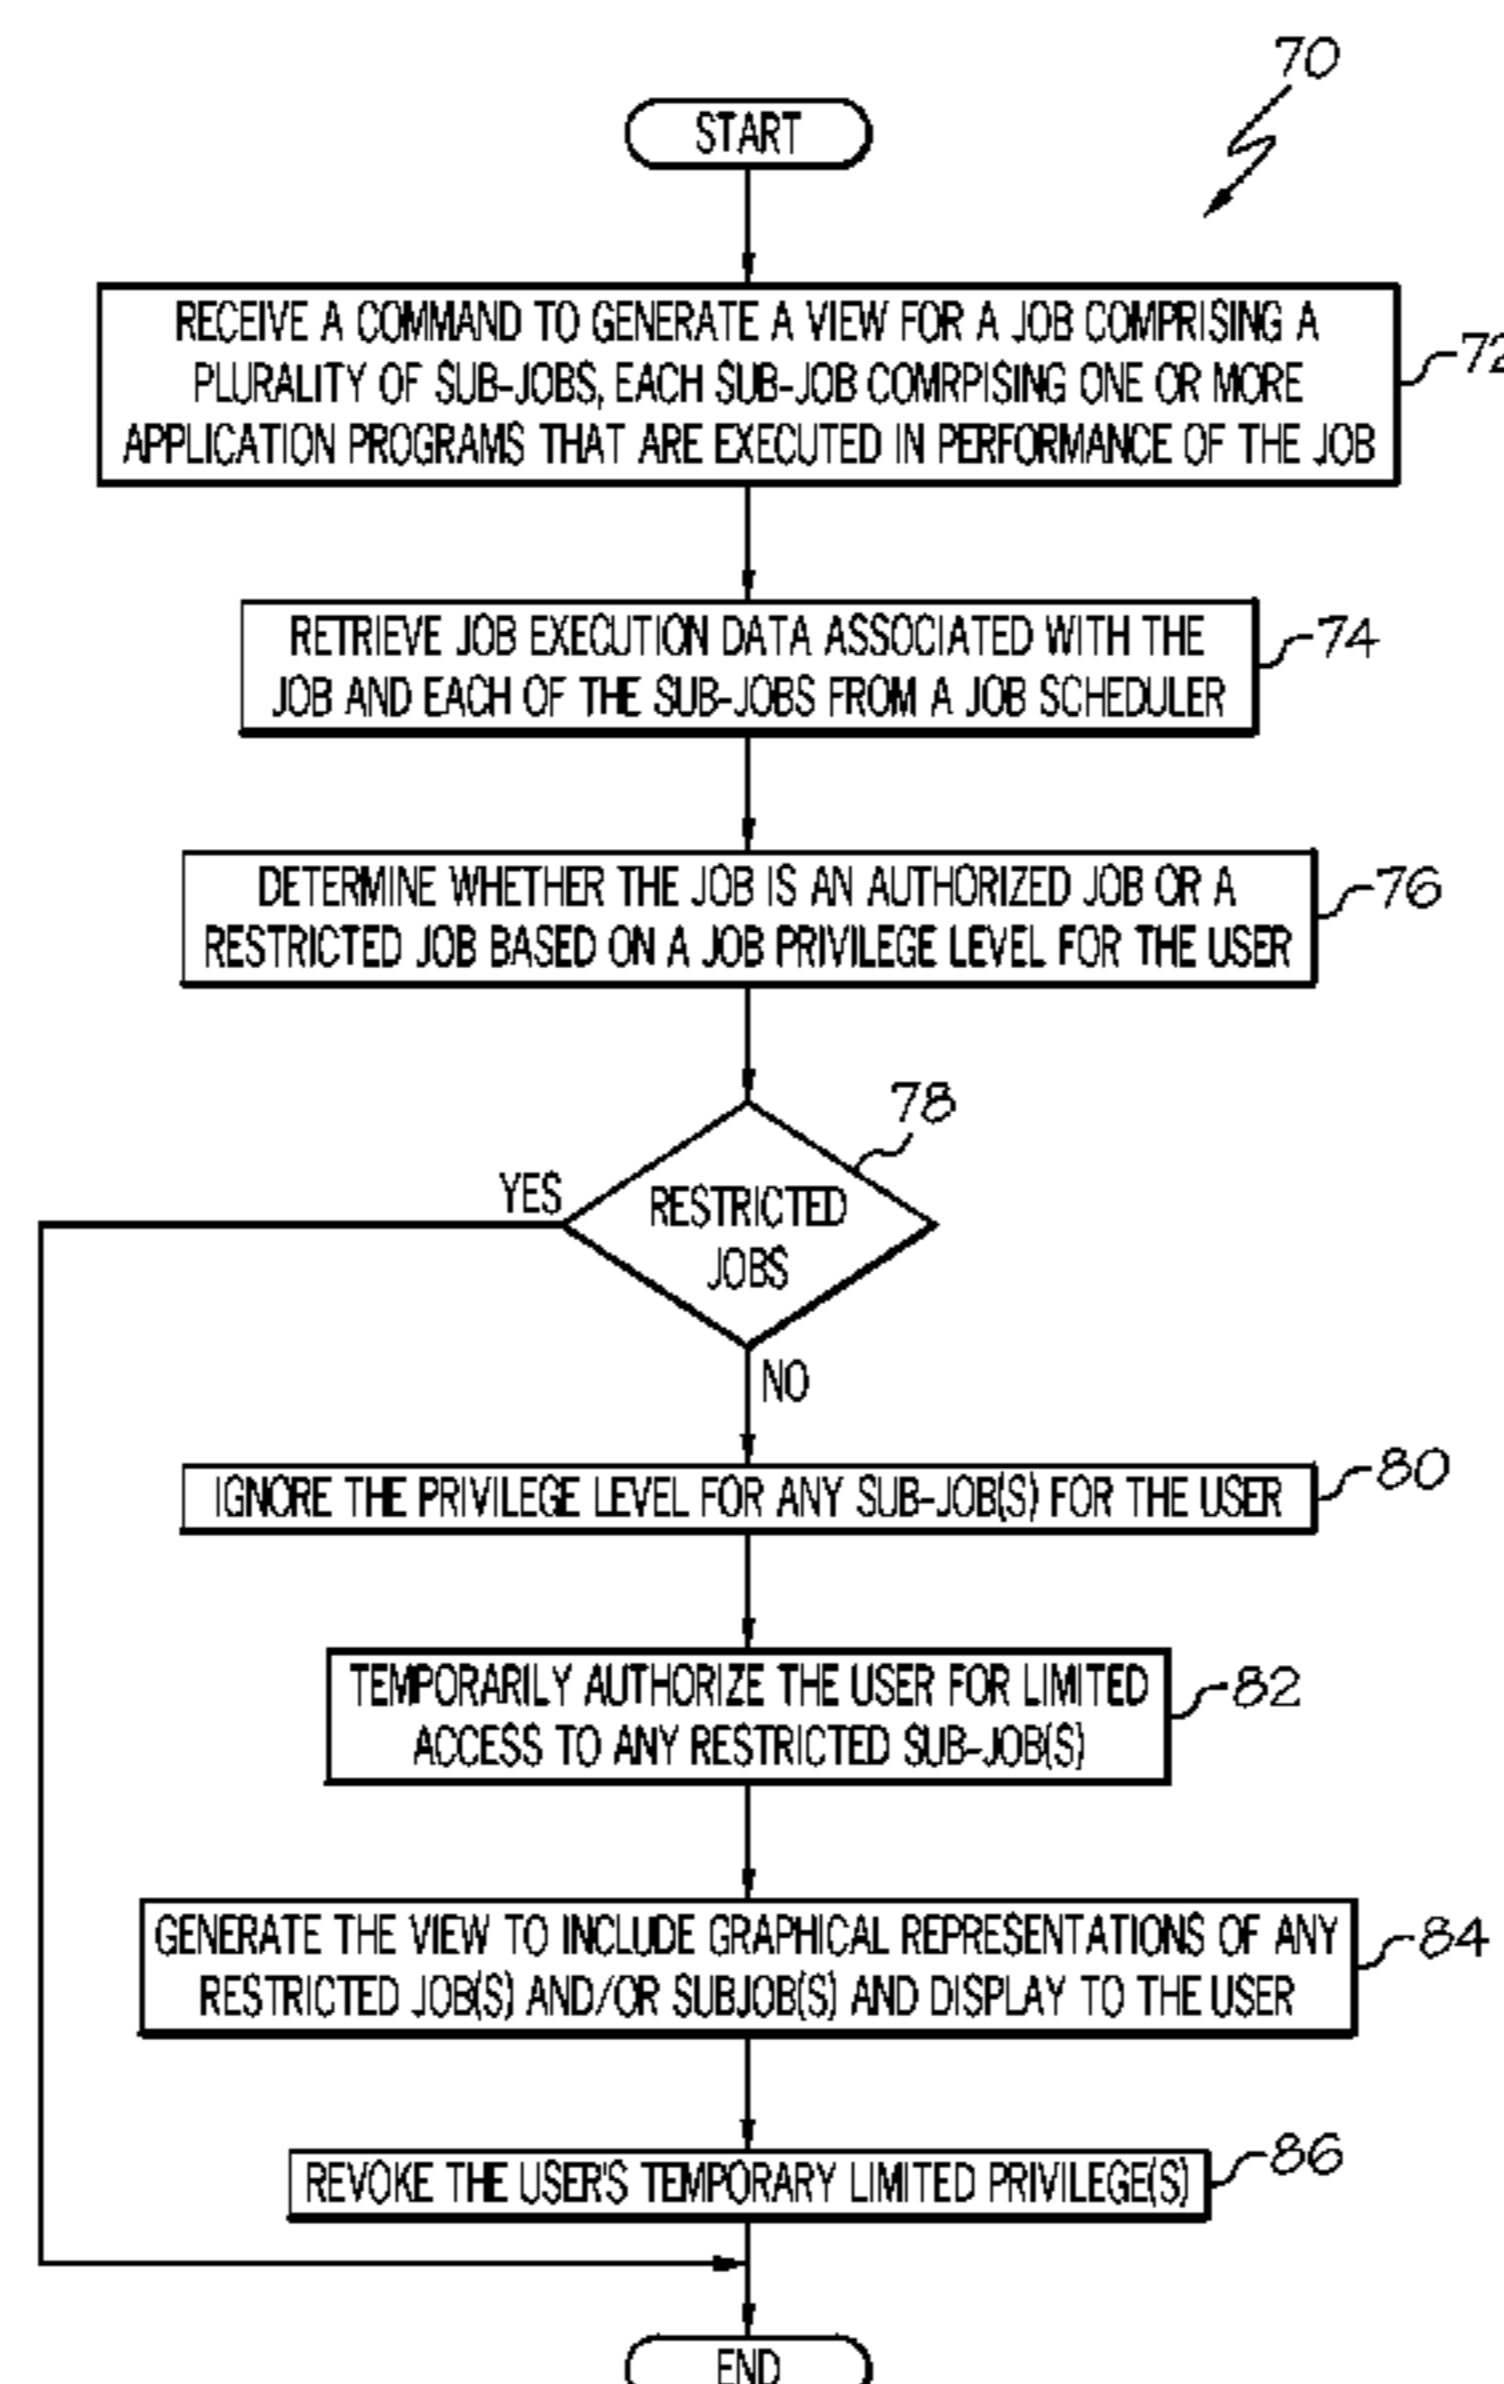 70
START
RECEIVE A COMMAND TO GENERATE A VIEW FOR A JOB COMPRISING A
PLURALITY OF SUB-JOBS, EACH SUB-JOB COMRPISING ONE OR MORE
APPLICATION PROGRAMS THAT ARE EXECUTED IN PERFORMANCE OF THE JOB
72
RETRIEVE JOB EXECUTION DATA ASSOCIATED WITH THE
JOB AND EACH OF THE SUB-JOBS FROM A JOB SCHEDULER
74
DETERMINE WHETHER THE JOB IS AN AUTHORIZED JOB OR A
RESTRICTED JOB BASED ON A JOB PRIVILEGE LEVEL FOR THE USER
76
78
YES
RESTRICTED
JOBS
NO
IGNORE THE PRIVILEGE LEVEL FOR ANY SUB-JOB(S) FOR THE USER
80
TEMPORARILY AUTHORIZE THE USER FOR LIMITED
ACCESS TO ANY RESTRICTED SUB-JOB(S)
82
GENERATE THE VIEW TO INCLUDE GRAPHICAL REPRESENTATIONS OF ANY
RESTRICTED JOB(S) AND/OR SUBJOB(S) AND DISPLAY TO THE USER
84
REVOKE THE USER'S TEMPORARY LIMITED PRIVILEGE(S)
86
END